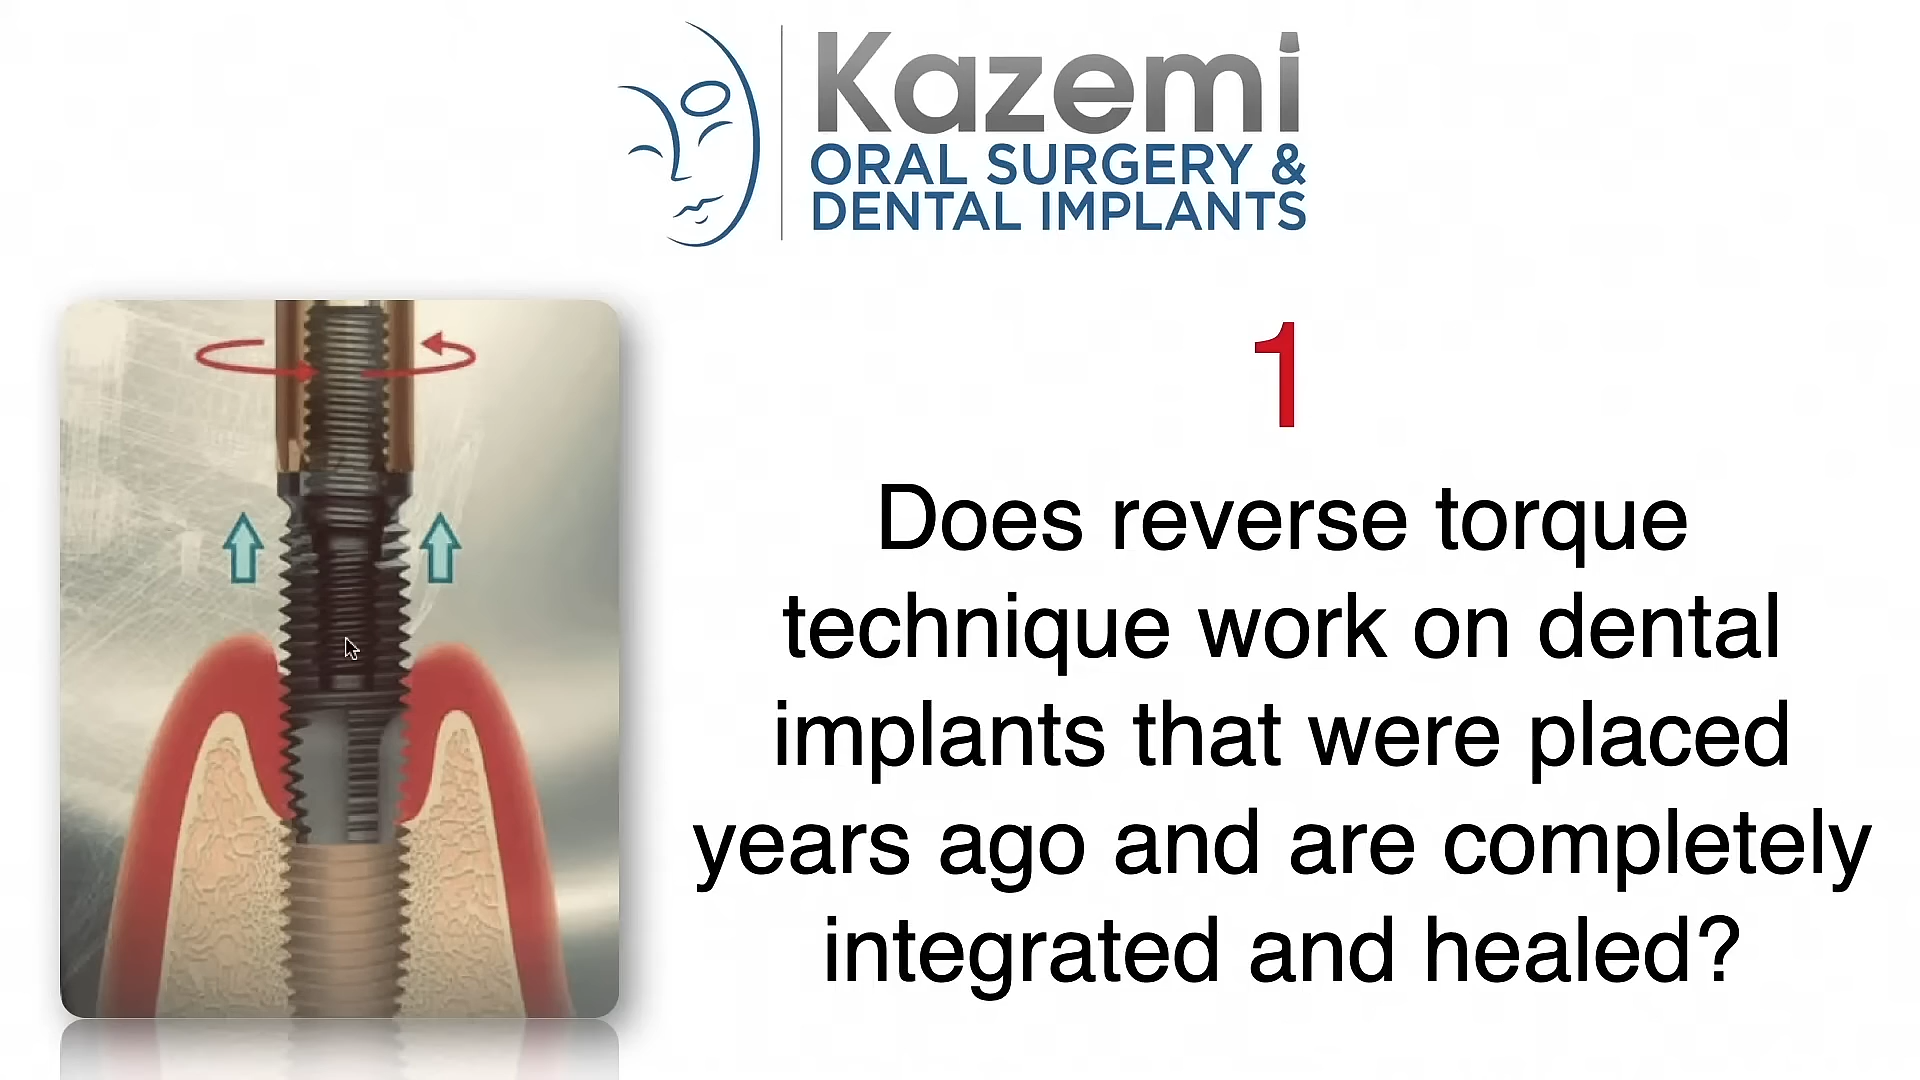 Kazemi
ORAL SURGERY &
DENTAL IMPLANTS
1
Does reverse torque
technique work on dental
implants that were placed
years ago and are completely
integrated and healed?